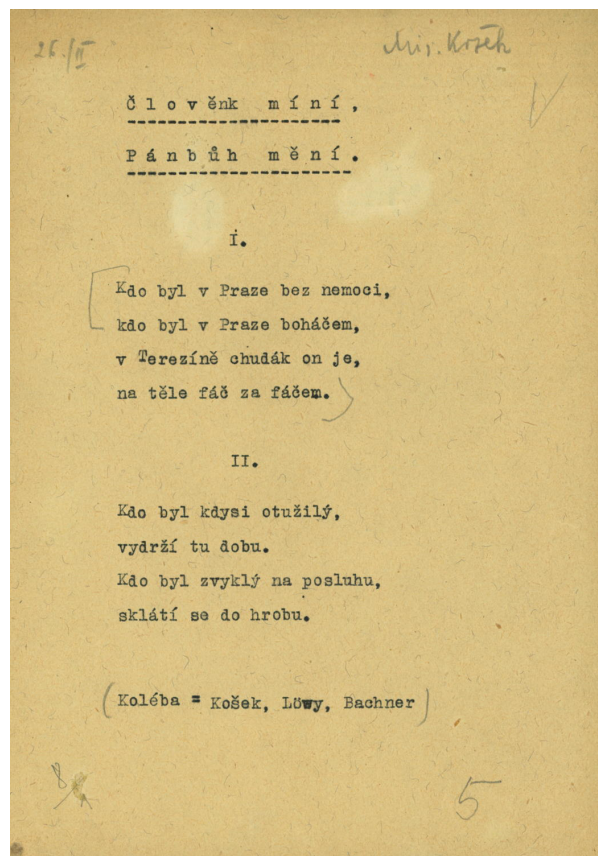 26./II
Mir. Košek
Člověnk míní,
Pánbůh mění.
I.
Kdo byl v Praze bez nemoci,
kdo byl v Praze boháčem,
v Terezíně chudák on je,
na těle fáč za fáčem.
II.
Kdo byl kdysi otužilý,
vydrží tu dobu.
Kdo byl zvyklý na posluhu,
sklátí se do hrobu.
(Koléba = Košek, Löwy, Bachner)
5